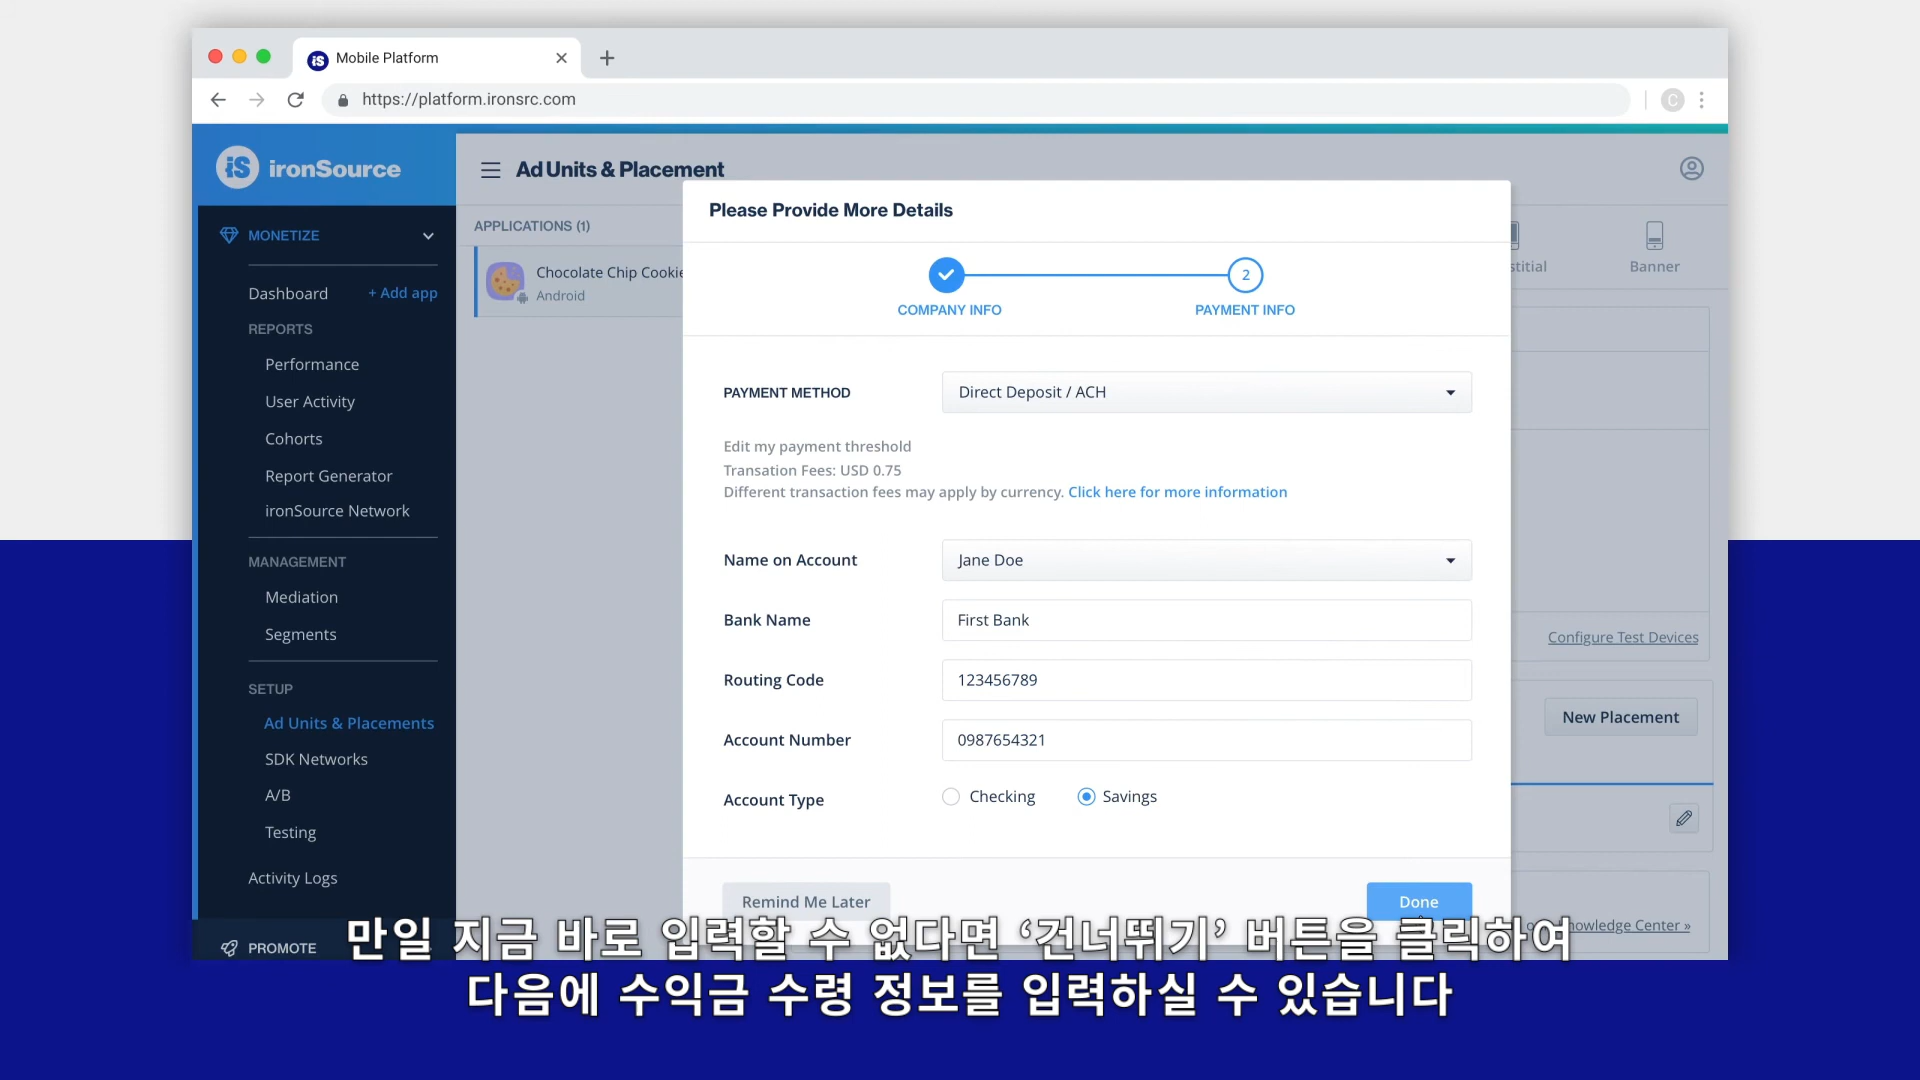 iS Mobile Platform
https://platform.ironsrc.com
C
iS ironSource
Ad Units & Placement
MONETIZE
Dashboard
+ Add app
REPORTS
Performance
User Activity
Cohorts
Report Generator
ironSource Network
MANAGEMENT
Mediation
Segments
SETUP
Ad Units & Placements
SDK Networks
A/B
Testing
Activity Logs
PROMOTE
APPLICATIONS (1)
Chocolate Chip Cookie
Android
Please Provide More Details
2
COMPANY INFO
PAYMENT INFO
PAYMENT METHOD
Direct Deposit / ACH
Edit my payment threshold
Transation Fees: USD 0.75
Different transaction fees may apply by currency. Click here for more information
Name on Account
Jane Doe
Bank Name
First Bank
Routing Code
123456789
Account Number
0987654321
Account Type
Checking
Savings
Remind Me Later
Done
Banner
Configure Test Devices
New Placement
Center »
만일 지금 바로 입력할 수 없다면 ‘건너뛰기’ 버튼을 클릭하여
다음에 수익금 수령 정보를 입력하실 수 있습니다